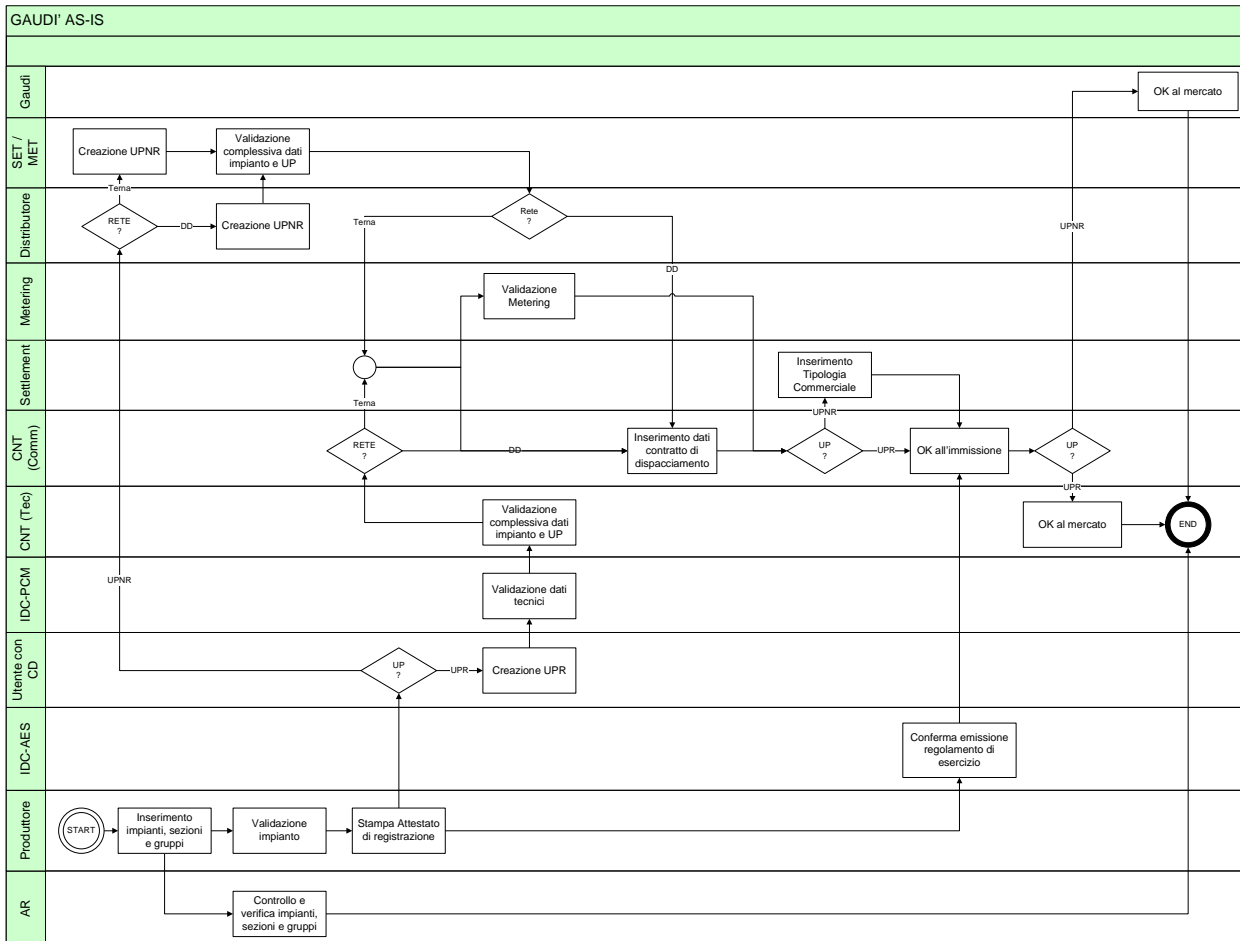 GAUDI' AS-IS
Gaudi
OK al mercato
SET /
MET
Creazione UPNR
Validazione
complessiva dati
impianto e UP
Terna
Distributore
RETE
?
DD
Creazione UPNR
Rete
?
Terna
DD
UPNR
Metering
Validazione
Metering
Settlement
Inserimento
Tipologia
Commerciale
Terna
UPNR
CNT
(Comm)
RETE
?
DD
Inserimento dati
contratto di
dispacciamento
UP
?
UPR
OK all'immissione
UP
?
UPR
CNT (Tec)
Validazione
complessiva dati
impianto e UP
OK al mercato
END
IDC-PCM
UPNR
Validazione dati
tecnici
Utente con
CD
UP
?
UPR
Creazione UPR
IDC-AES
Conferma emissione
regolamento di
esercizio
Produttore
START
Inserimento
impianti, sezioni
e gruppi
Validazione
impianto
Stampa Attestato
di registrazione
AR
Controllo e
verifica impianti,
sezioni e gruppi